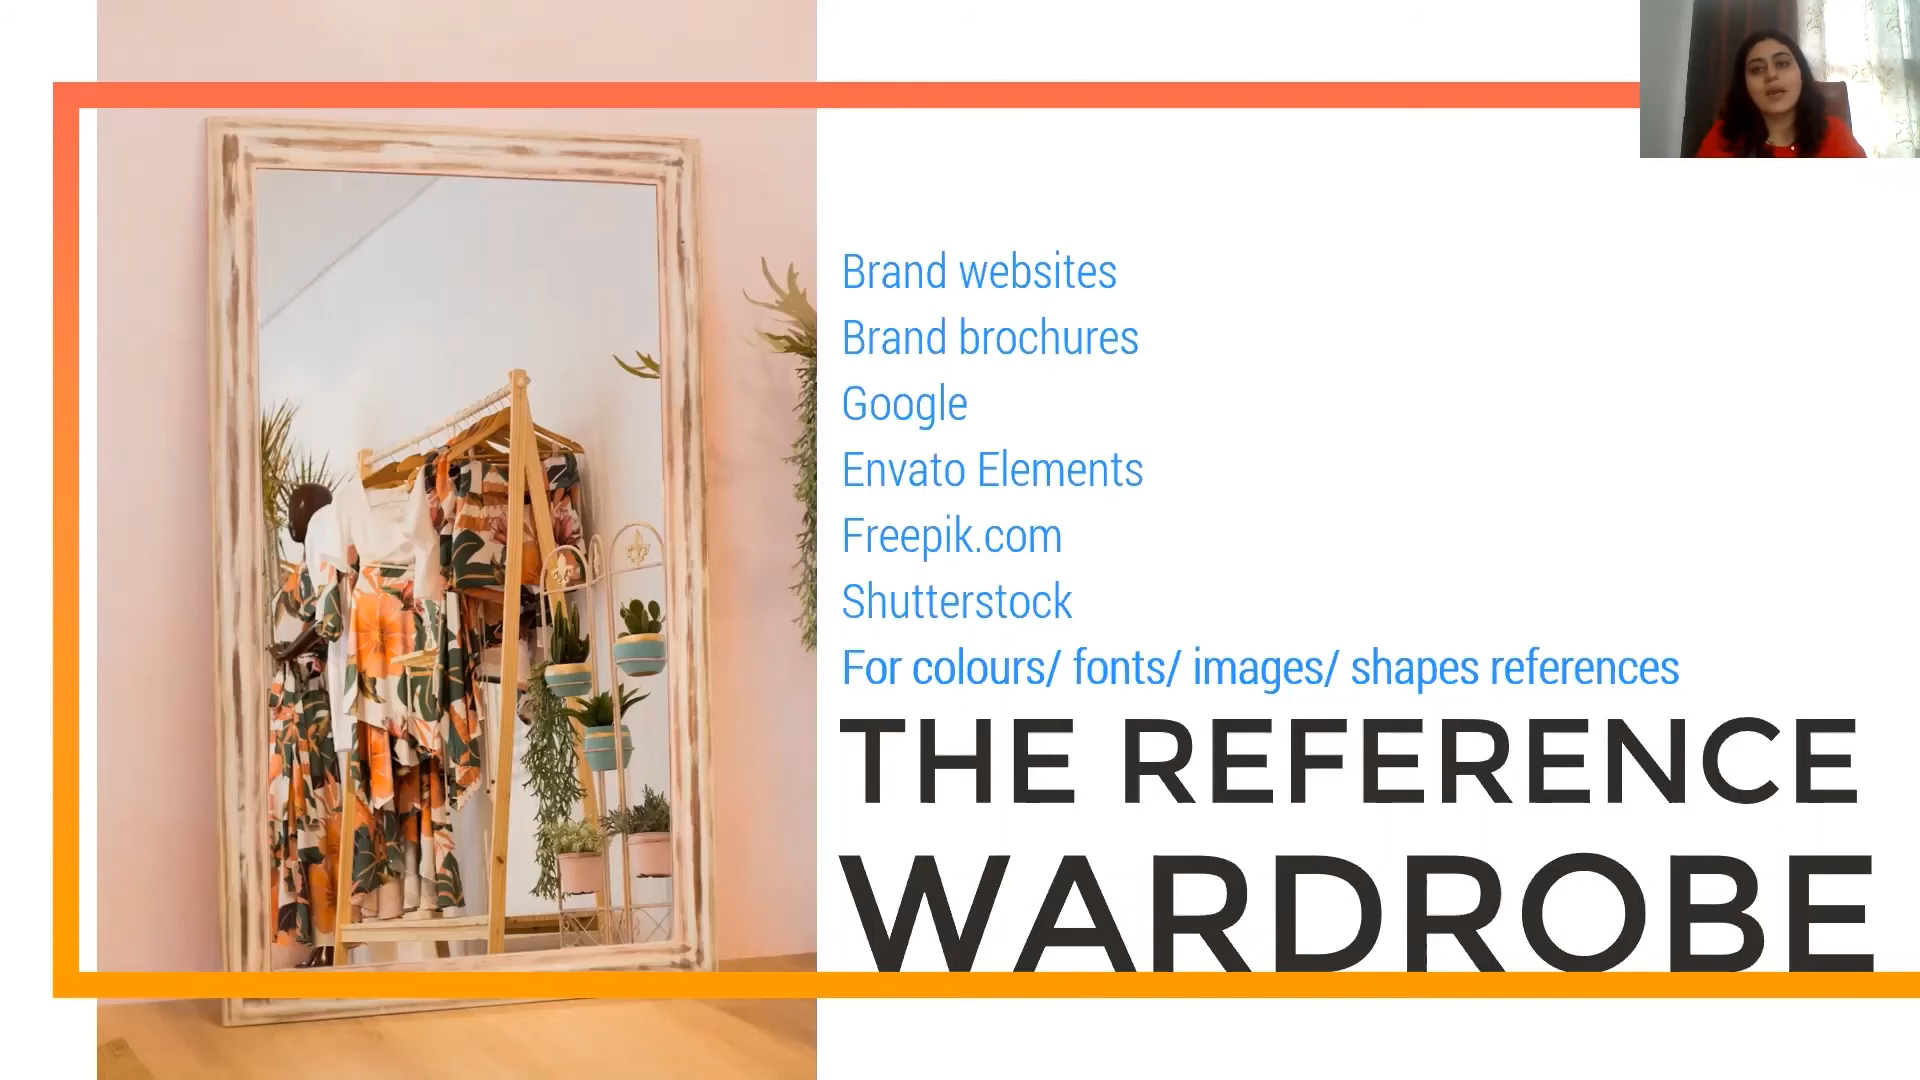 Brand websites
Brand brochures
Google
Envato Elements
Freepik.com
Shutterstock
For colours/ fonts/ images/ shapes references
THE REFERENCE
WARDROBE